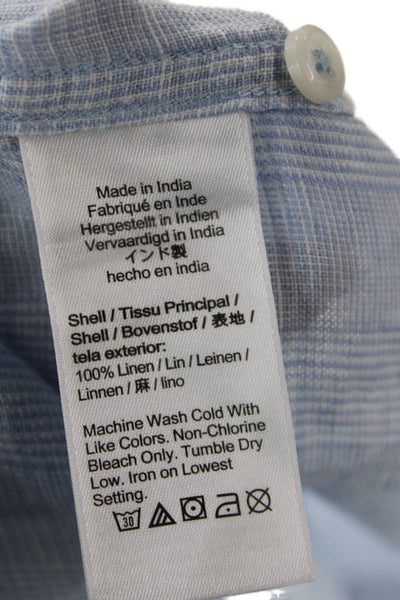 Made in India
Fabriqué en Inde
Hergestellt in Indien
Vervaardigd in India
インド製
hecho en india
Shell / Tissu Principal /
Shell / Bovenstof / 表地 /
tela exterior:
100% Linen / Lin / Leinen /
Linnen / 麻 / lino
Machine Wash Cold With
Like Colors. Non-Chlorine
Bleach Only. Tumble Dry
Low. Iron on Lowest
Setting.
30